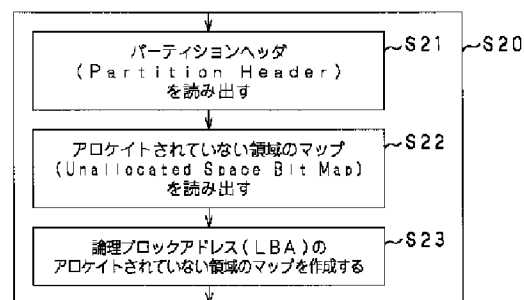 パーティションヘッダ
(Partition Header)
を読み出す
~S21
~S20
アロケイトされていない領域のマップ
(Unallocated Space Bit Map)
を読み出す
~S22
論理ブロックアドレス(LBA)の
アロケイトされていない領域のマップを作成する
~S23